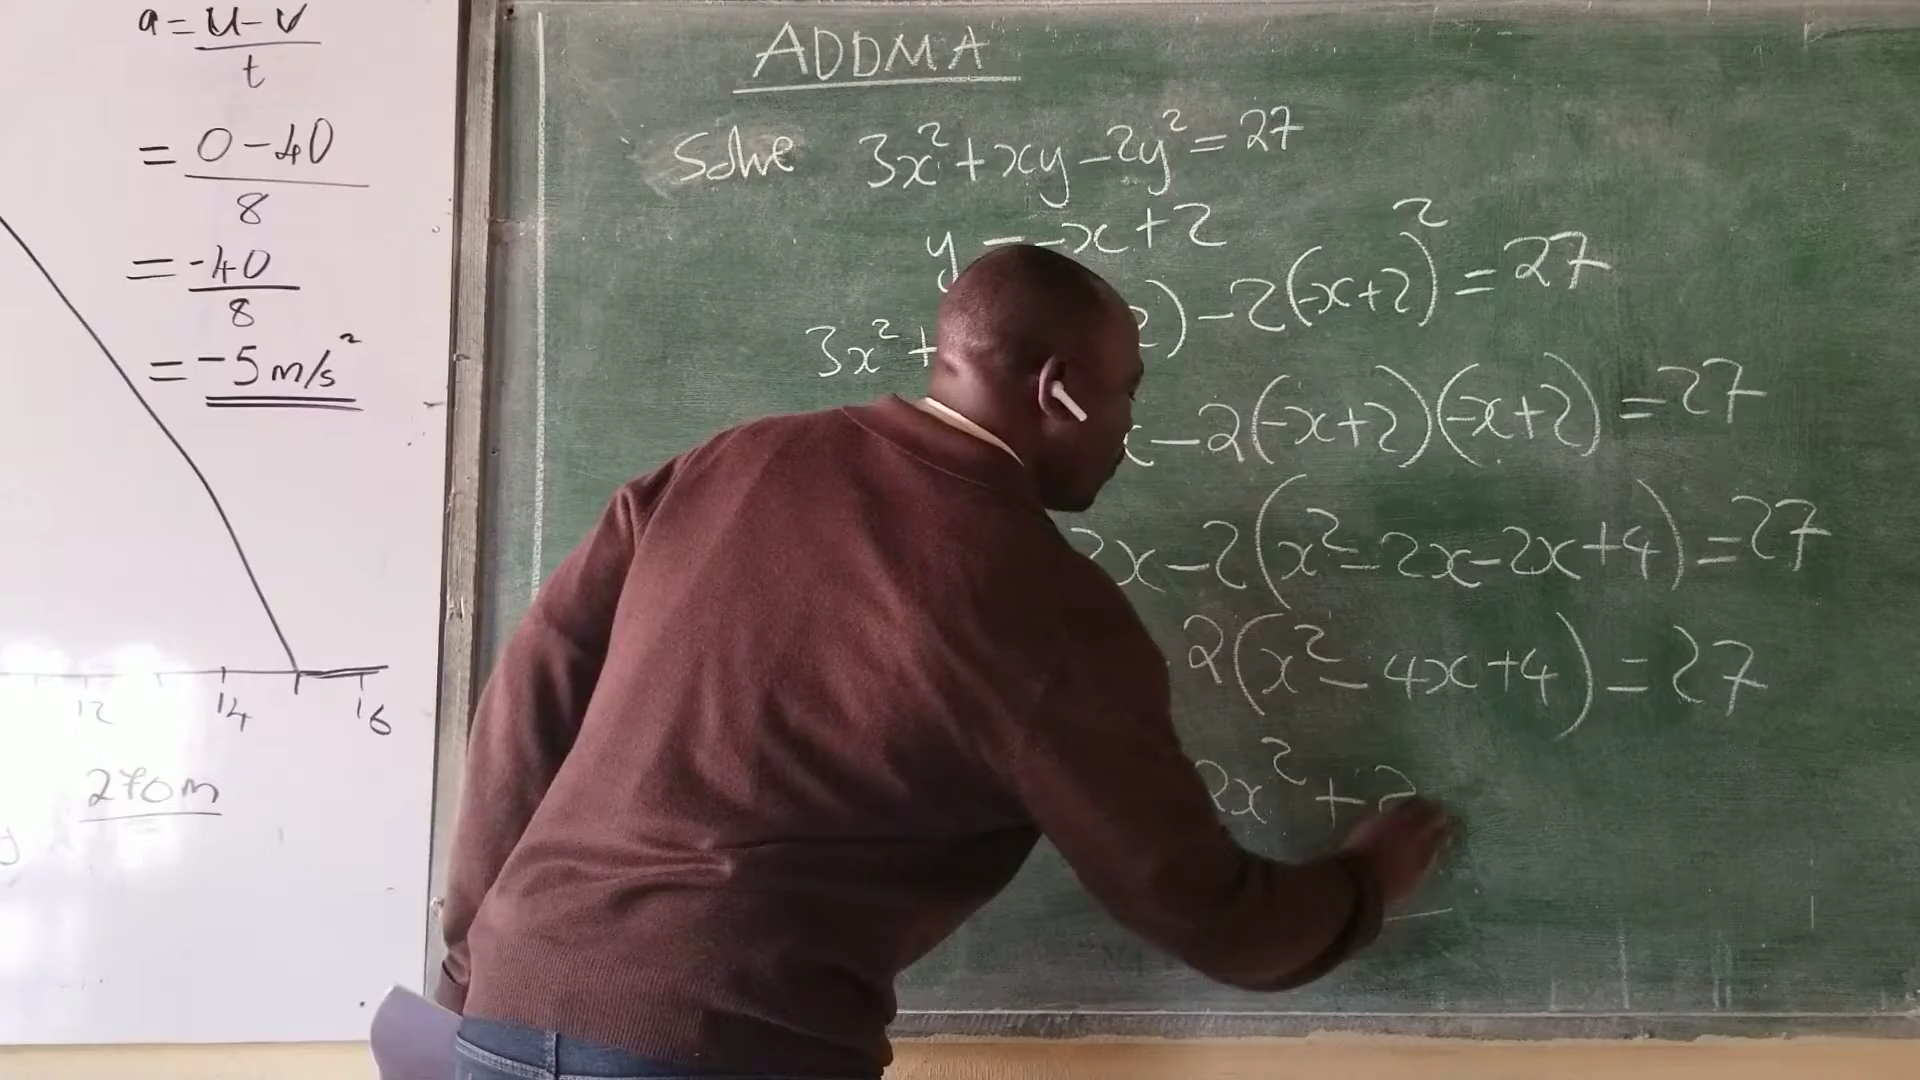 a = u - v
t
= 0 - 40
8
= -40
8
= -5 m/s²
12 14 16
270m
ADDMA
Solve 3x² + xy - 2y² = 27
y = -x + 2
3x² + 2) - 2(-x+2)² = 27
x - 2(-x+2)(-x+2) = 27
2x - 2(x² - 2x - 2x + 4) = 27
2(x² - 4x + 4) = 27
2x² +